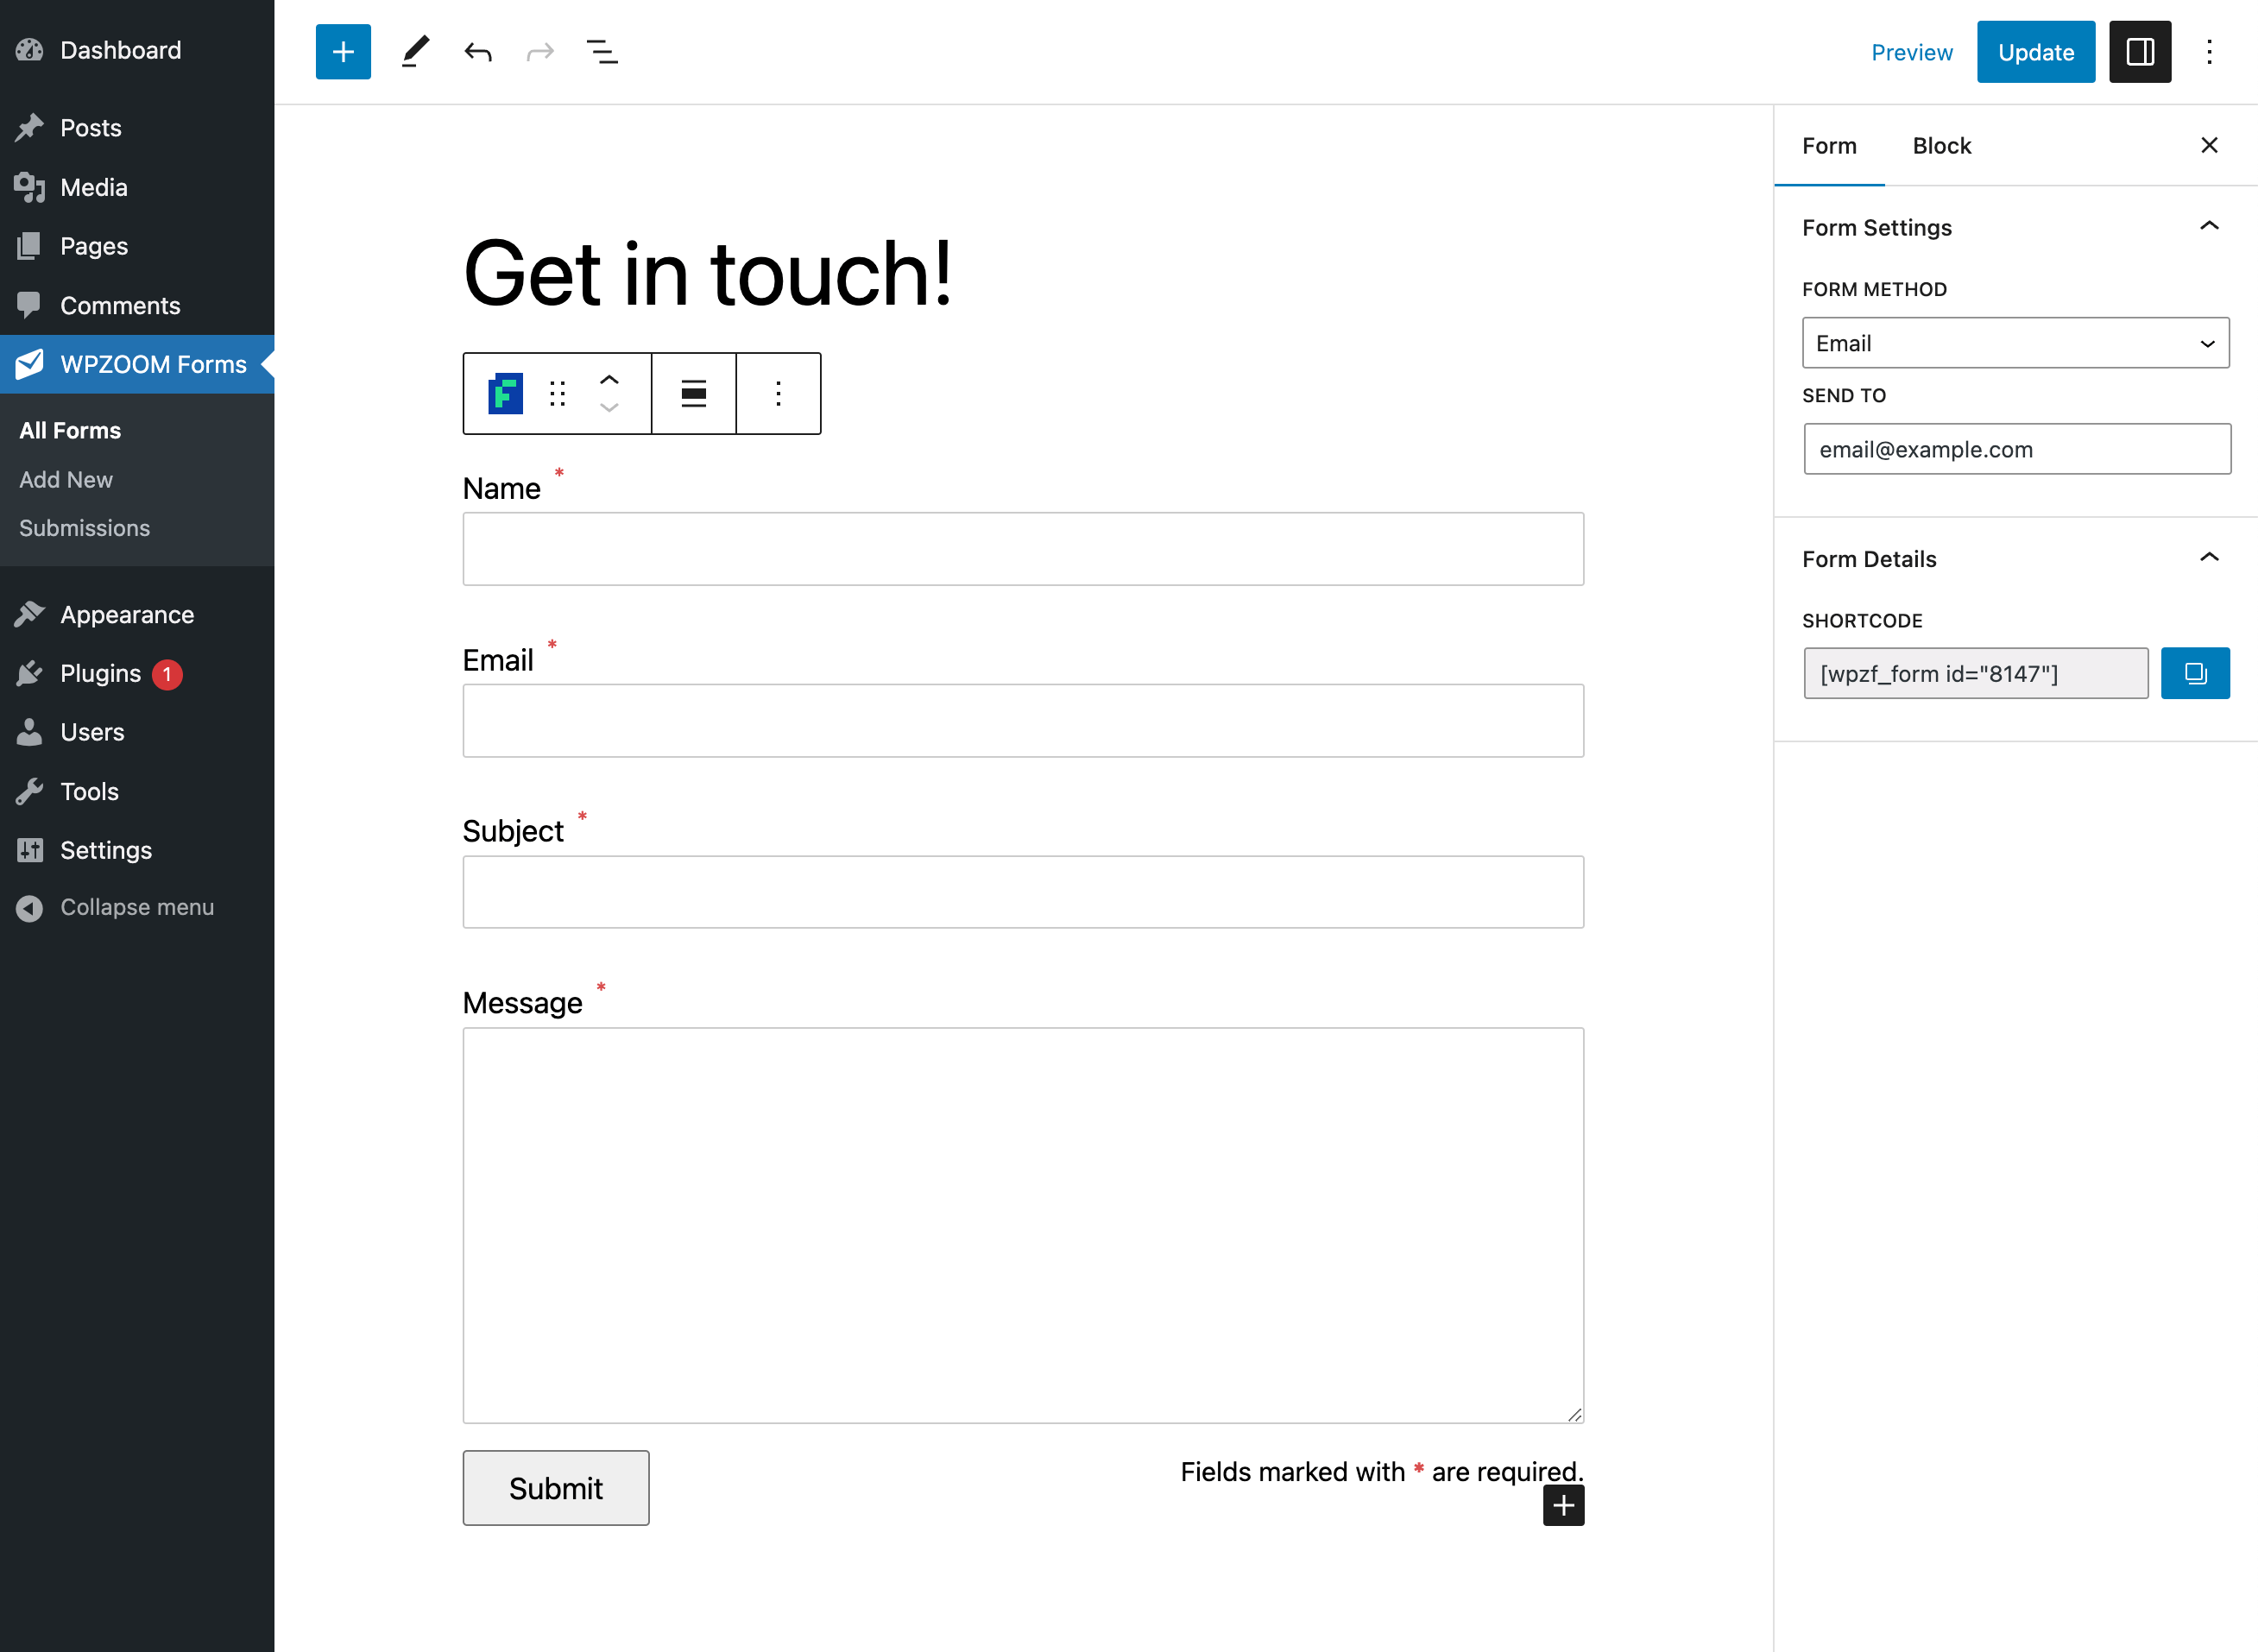 Dashboard
Posts
Media
Pages
Comments
WPZOOM Forms
All Forms
Add New
Submissions
Appearance
Plugins 1
Users
Tools
Settings
Collapse menu
Preview
Update
Get in touch!
F
Name *
Email *
Subject *
Message *
Submit
Fields marked with * are required.
Form
Block
Form Settings
FORM METHOD
Email
SEND TO
email@example.com
Form Details
SHORTCODE
[wpzf_form id="8147"]